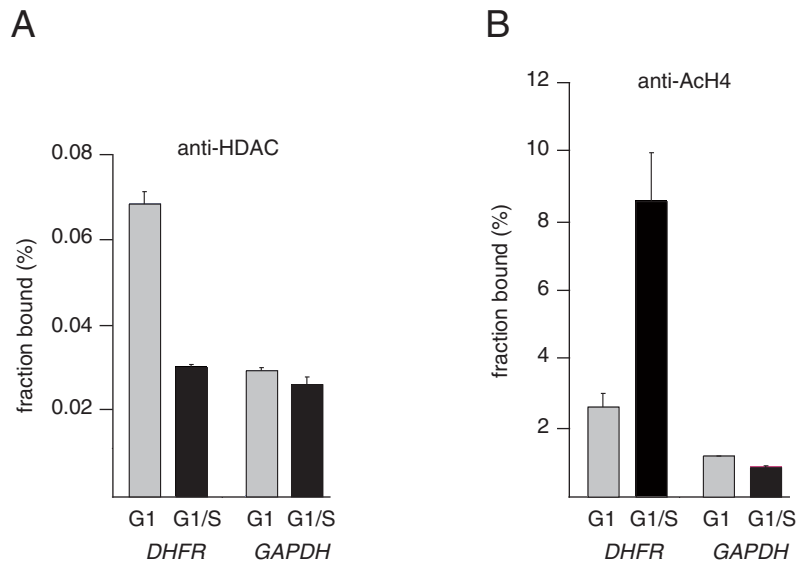 A
anti-HDAC
fraction bound (%)
0.08
0.06
0.04
0.02
G1 G1/S G1 G1/S
DHFR GAPDH
B
anti-AcH4
fraction bound (%)
12
10
8
6
4
2
G1 G1/S G1 G1/S
DHFR GAPDH